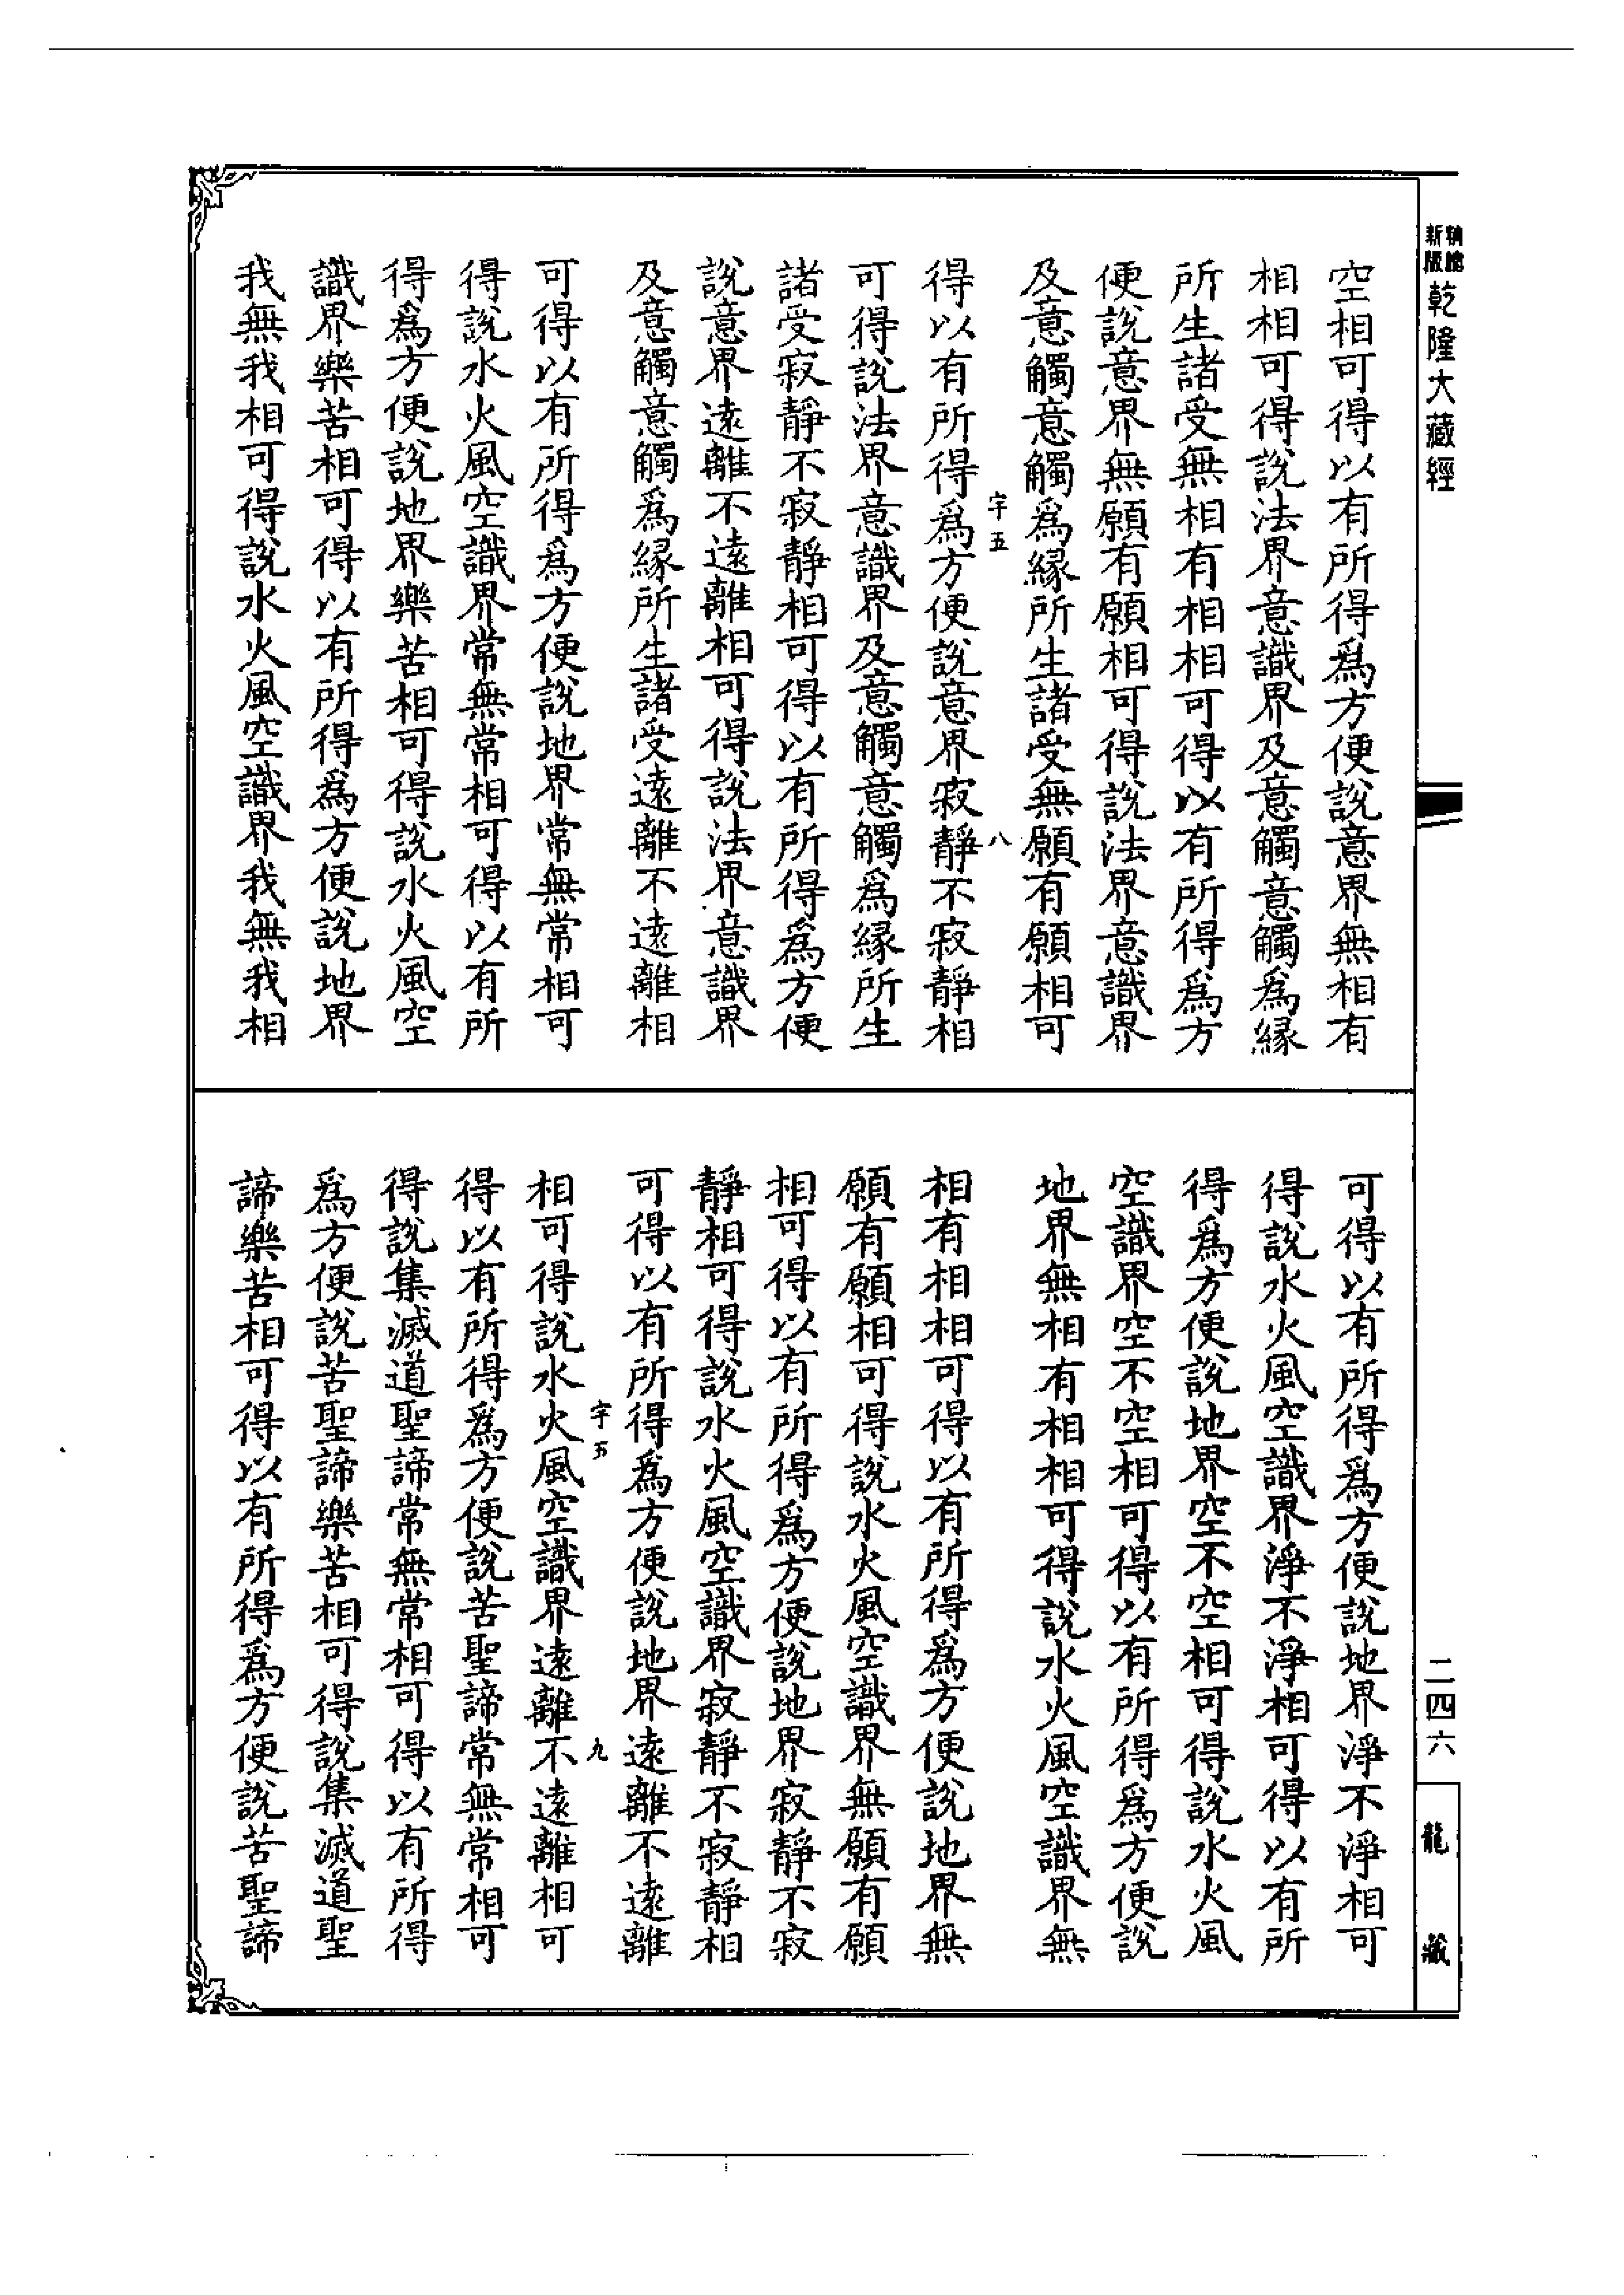 新版
精縮
乾隆大藏經
空相可得以有所得爲方便說意界無相有
相相可得說法界意識界及意觸意觸爲緣
所生諸受無相有相相可得以有所得爲方
便說意界無願有願相可得說法界意識界
及意觸意觸爲緣所生諸受無願有願相可
字五
八
得以有所得爲方便說意界寂靜不寂靜相
可得說法界意識界及意觸意觸爲緣所生
諸受寂靜不寂靜相可得以有所得爲方便
說意界遠離不遠離相可得說法界意識界
及意觸意觸爲緣所生諸受遠離不遠離相
可得以有所得爲方便說地界常無常相可
得說水火風空識界常無常相可得以有所
得爲方便說地界樂苦相可得說水火風空
識界樂苦相可得以有所得爲方便說地界
我無我相可得說水火風空識界我無我相
可得以有所得爲方便說地界淨不淨相可
得說水火風空識界淨不淨相可得以有所
得爲方便說地界空不空相可得說水火風
空識界空不空相可得以有所得爲方便說
地界無相有相相可得說水火風空識界無
相有相相可得以有所得爲方便說地界無
願有願相可得說水火風空識界無願有願
相可得以有所得爲方便說地界寂靜不寂
靜相可得說水火風空識界寂靜不寂靜相
可得以有所得爲方便說地界遠離不遠離
字五
九
相可得說水火風空識界遠離不遠離相可
得以有所得爲方便說苦聖諦常無常相可
得說集滅道聖諦常無常相可得以有所得
爲方便說苦聖諦樂苦相可得說集滅道聖
諦樂苦相可得以有所得爲方便說苦聖諦
二四六
龍藏